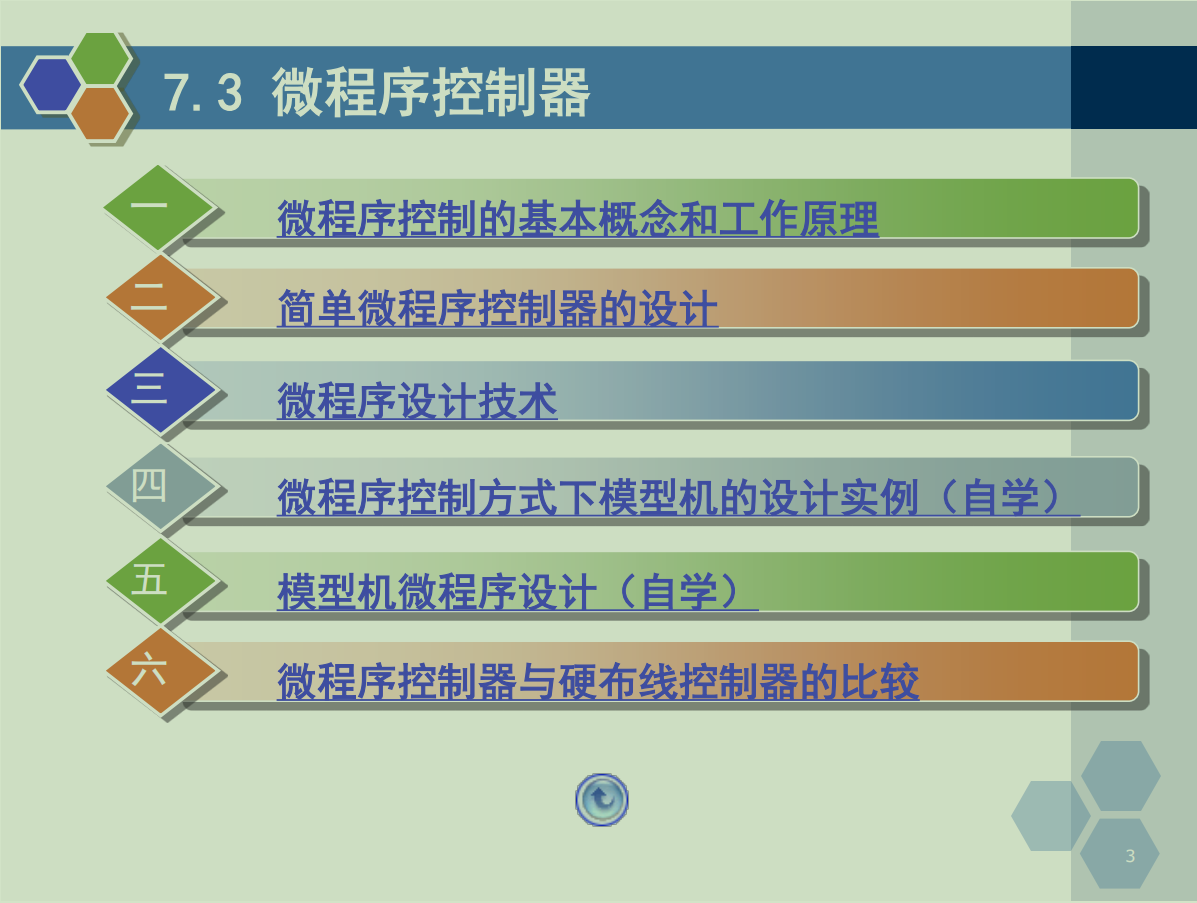 7.3 微程序控制器
一 微程序控制的基本概念和工作原理
二 简单微程序控制器的设计
三 微程序设计技术
四 微程序控制方式下模型机的设计实例（自学）
五 模型机微程序设计（自学）
六 微程序控制器与硬布线控制器的比较
3